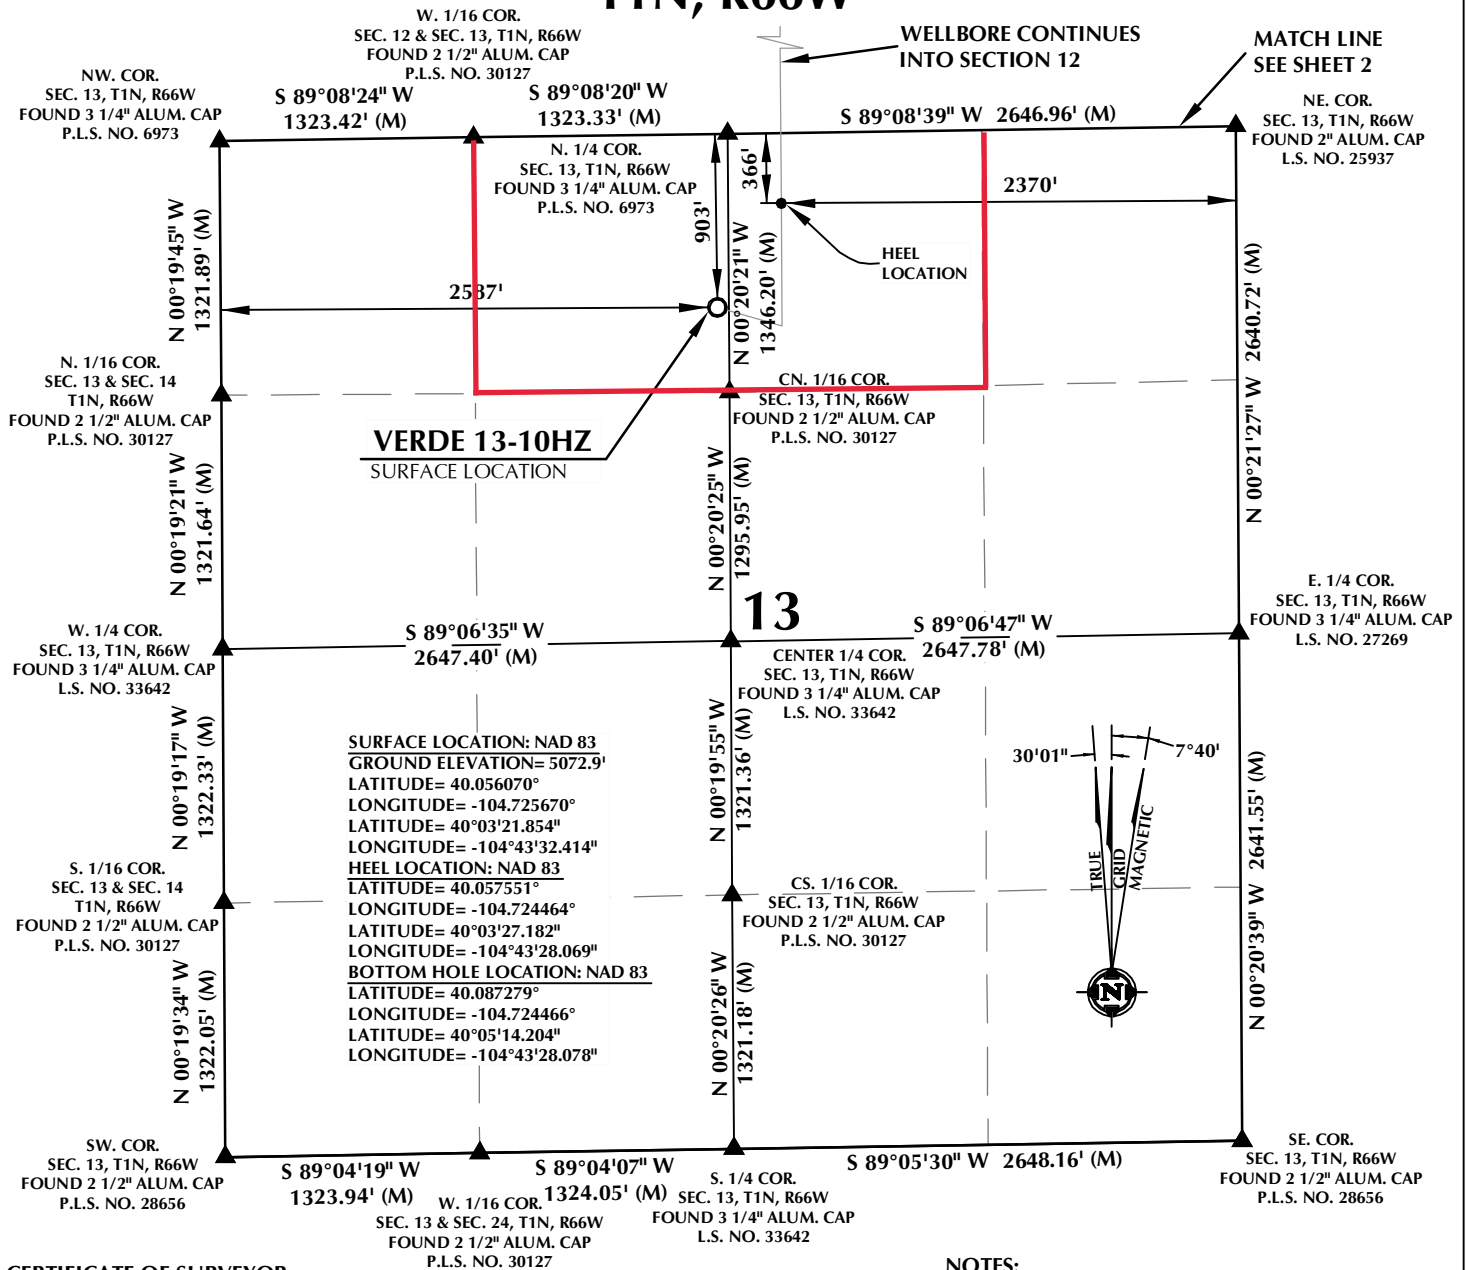 T1N, R66W
W. 1/16 COR.
SEC. 12 & SEC. 13, T1N, R66W
FOUND 2 1/2" ALUM. CAP
P.L.S. NO. 30127
WELLBORE CONTINUES
INTO SECTION 12
MATCH LINE
SEE SHEET 2
NW. COR.
SEC. 13, T1N, R66W
FOUND 3 1/4" ALUM. CAP
P.L.S. NO. 6973
S 89°08'24" W
1323.42' (M)
S 89°08'20" W
1323.33' (M)
S 89°08'39" W 2646.96' (M)
NE. COR.
SEC. 13, T1N, R66W
FOUND 2" ALUM. CAP
L.S. NO. 25937
N. 1/4 COR.
SEC. 13, T1N, R66W
FOUND 3 1/4" ALUM. CAP
P.L.S. NO. 6973
366'
2370'
903'
HEEL
LOCATION
N 00°19'45" W
1321.89' (M)
2587'
N 00°20'21" W
1346.20' (M)
N 00°21'27" W 2640.72' (M)
N. 1/16 COR.
SEC. 13 & SEC. 14
T1N, R66W
FOUND 2 1/2" ALUM. CAP
P.L.S. NO. 30127
CN. 1/16 COR.
SEC. 13, T1N, R66W
FOUND 2 1/2" ALUM. CAP
P.L.S. NO. 30127
VERDE 13-10HZ
SURFACE LOCATION
N 00°19'21" W
1321.64' (M)
N 00°20'25" W
1295.95' (M)
13
W. 1/4 COR.
SEC. 13, T1N, R66W
FOUND 3 1/4" ALUM. CAP
L.S. NO. 33642
S 89°06'35" W
2647.40' (M)
S 89°06'47" W
2647.78' (M)
E. 1/4 COR.
SEC. 13, T1N, R66W
FOUND 3 1/4" ALUM. CAP
L.S. NO. 27269
CENTER 1/4 COR.
SEC. 13, T1N, R66W
FOUND 3 1/4" ALUM. CAP
L.S. NO. 33642
N 00°19'17" W
1322.33' (M)
SURFACE LOCATION: NAD 83
GROUND ELEVATION= 5072.9'
LATITUDE= 40.056070°
LONGITUDE= -104.725670°
LATITUDE= 40°03'21.854"
LONGITUDE= -104°43'32.414"
HEEL LOCATION: NAD 83
LATITUDE= 40.057551°
LONGITUDE= -104.724464°
LATITUDE= 40°03'27.182"
LONGITUDE= -104°43'28.069"
BOTTOM HOLE LOCATION: NAD 83
LATITUDE= 40.087279°
LONGITUDE= -104.724466°
LATITUDE= 40°05'14.204"
LONGITUDE= -104°43'28.078"
N 00°19'55" W
1321.36' (M)
30'01"
7°40'
TRUE
GRID
MAGNETIC
N
N 00°20'39" W 2641.55' (M)
S. 1/16 COR.
SEC. 13 & SEC. 14
T1N, R66W
FOUND 2 1/2" ALUM. CAP
P.L.S. NO. 30127
CS. 1/16 COR.
SEC. 13, T1N, R66W
FOUND 2 1/2" ALUM. CAP
P.L.S. NO. 30127
N 00°19'34" W
1322.05' (M)
N 00°20'26" W
1321.18' (M)
SW. COR.
SEC. 13, T1N, R66W
FOUND 2 1/2" ALUM. CAP
P.L.S. NO. 28656
S 89°04'19" W
1323.94' (M)
S 89°04'07" W
1324.05' (M)
S 89°05'30" W 2648.16' (M)
SE. COR.
SEC. 13, T1N, R66W
FOUND 2 1/2" ALUM. CAP
P.L.S. NO. 28656
W. 1/16 COR.
SEC. 13 & SEC. 24, T1N, R66W
FOUND 2 1/2" ALUM. CAP
P.L.S. NO. 30127
S. 1/4 COR.
SEC. 13, T1N, R66W
FOUND 3 1/4" ALUM. CAP
L.S. NO. 33642
CERTIFICATE OF SURVEYOR
NOTES: